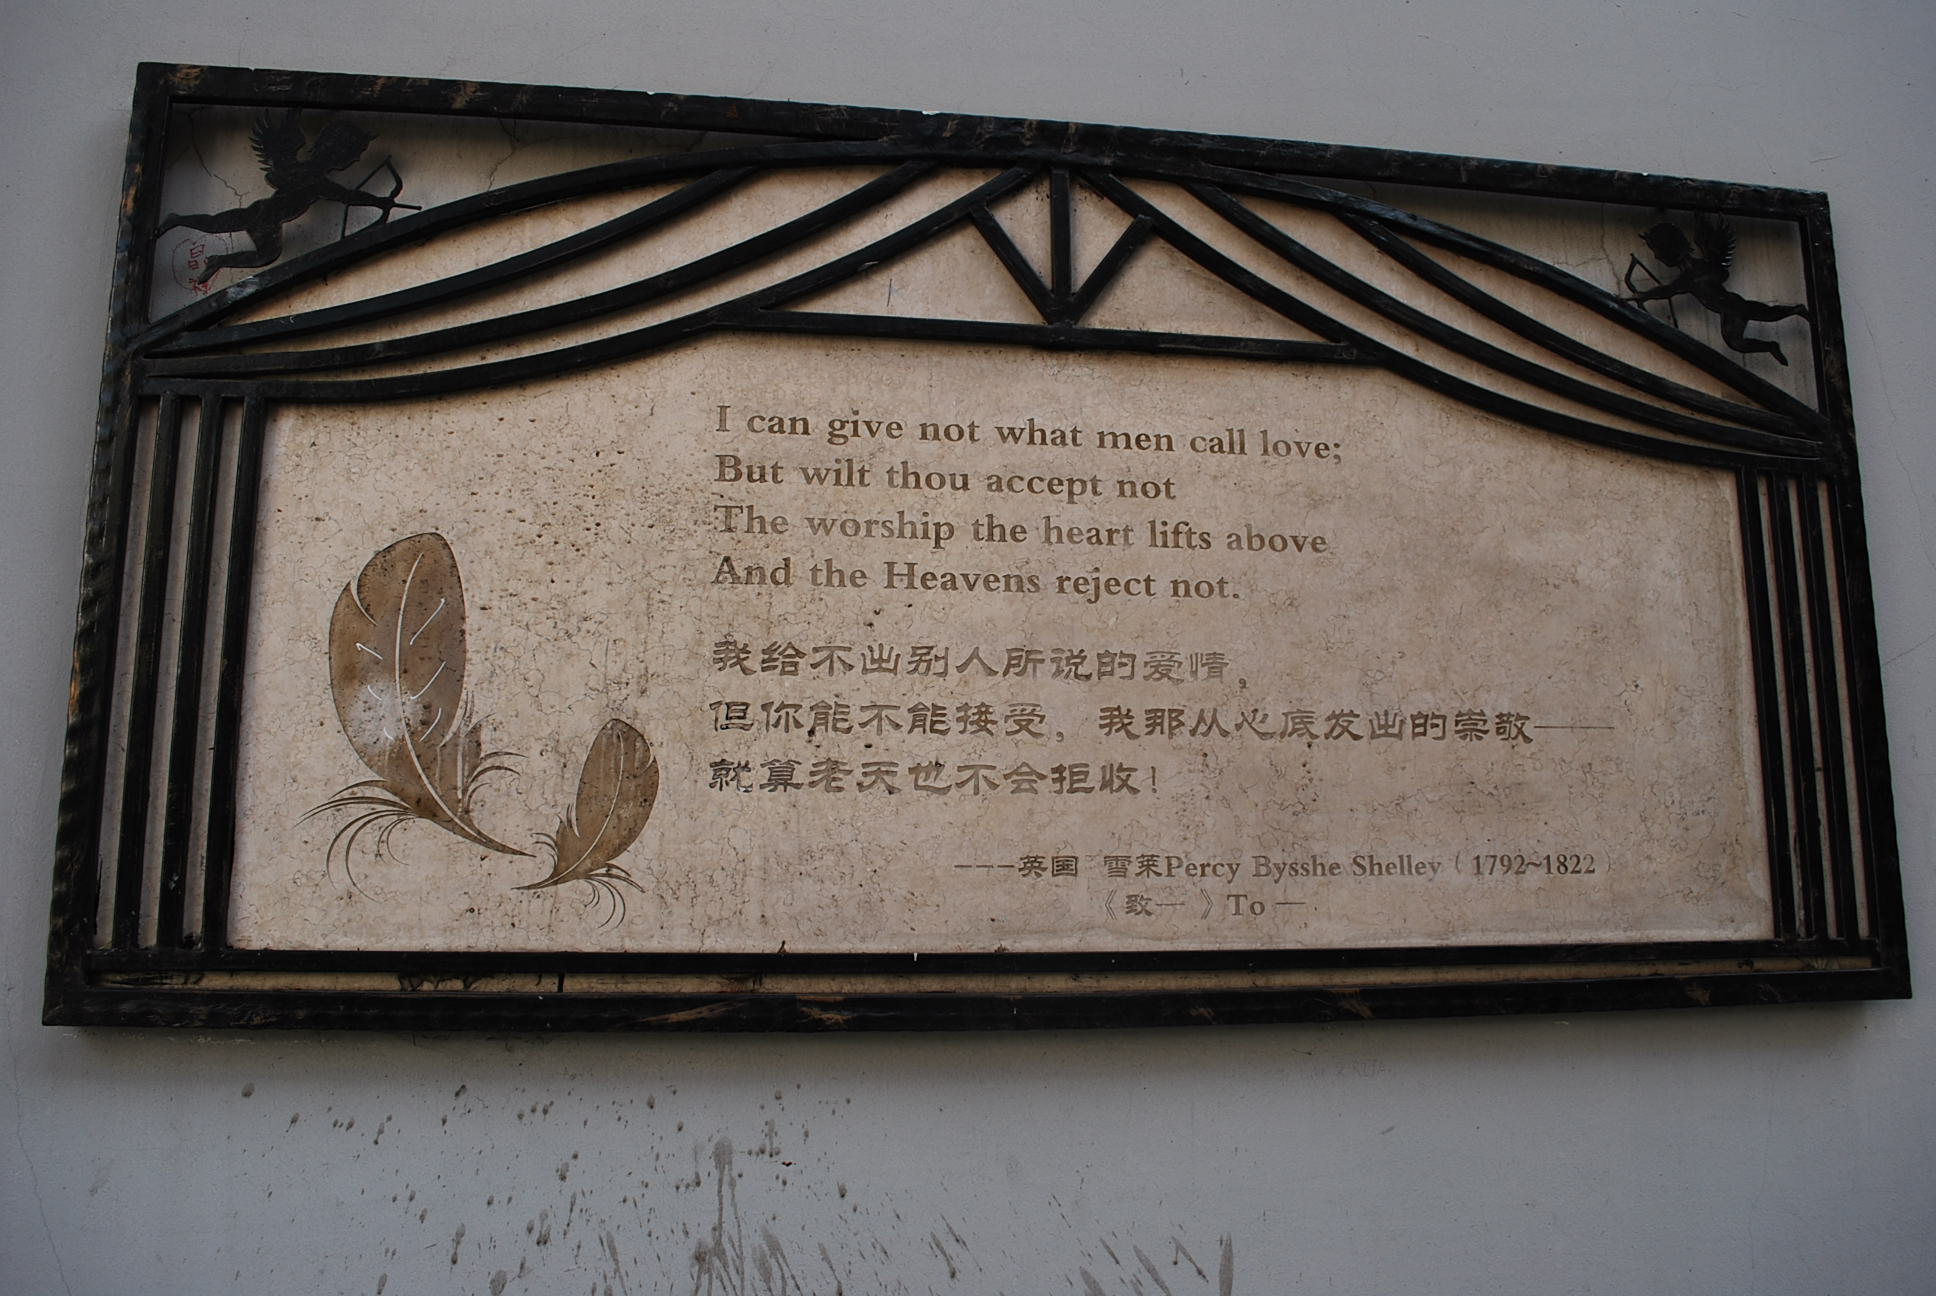 I can give not what men call love;
But wilt thou accept not
The worship the heart lifts above
And the Heavens reject not.
我给不出别人所说的爱情，
但你能不能接受，我那从心底发出的崇敬——
就算老天也不会拒收！
---英国 雪莱Percy Bysshe Shelley（1792~1822）
《致一 》To —